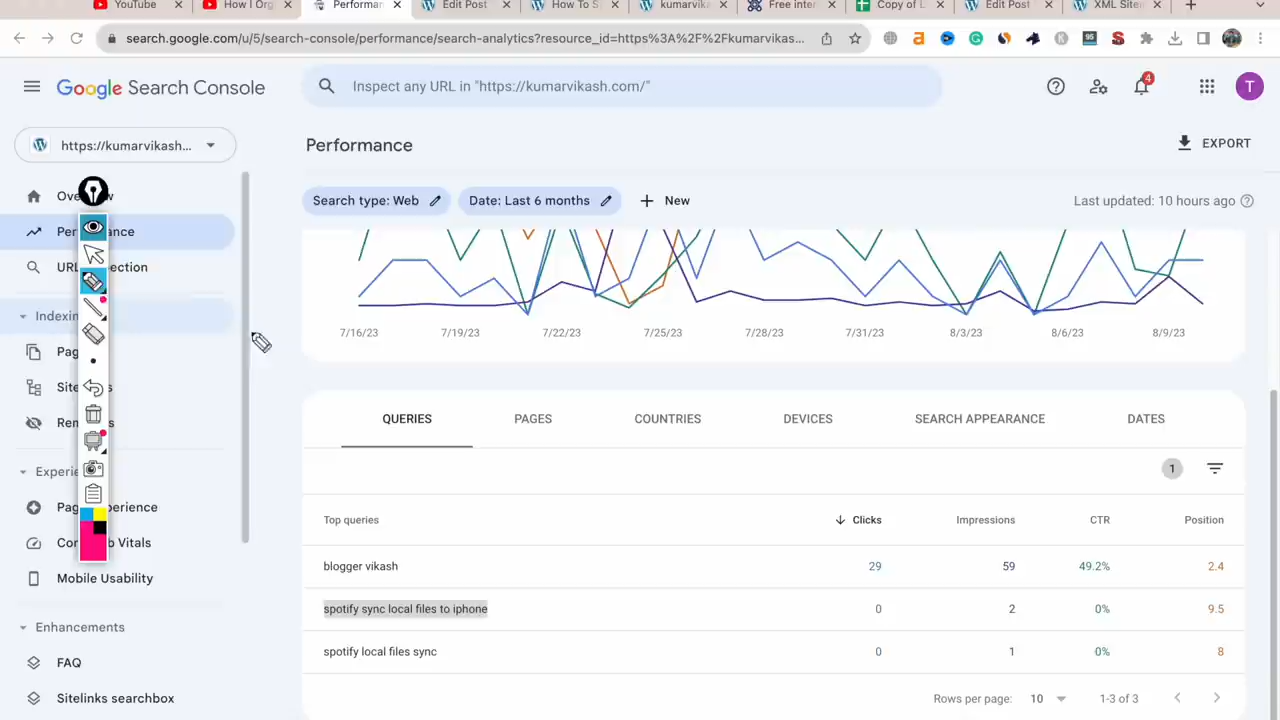 YouTube
How I Org
Performan
Edit Post
How To S
kumarvik
Free inter
Copy of L
Edit Post
XML Sitem
search.google.com/u/5/search-console/performance/search-analytics?resource_id=https%3A%2F%2Fkumarvikas...
Google Search Console
Inspect any URL in "https://kumarvikash.com/"
4
T
https://kumarvikash...
Performance
EXPORT
Search type: Web
Date: Last 6 months
New
Last updated: 10 hours ago
7/16/23
7/19/23
7/22/23
7/25/23
7/28/23
7/31/23
8/3/23
8/6/23
8/9/23
QUERIES
PAGES
COUNTRIES
DEVICES
SEARCH APPEARANCE
DATES
1
Top queries
Clicks
Impressions
CTR
Position
blogger vikash
29
59
49.2%
2.4
spotify sync local files to iphone
0
2
0%
9.5
spotify local files sync
0
1
0%
8
Rows per page:
10
1-3 of 3
Mobile Usability
Enhancements
FAQ
Sitelinks searchbox